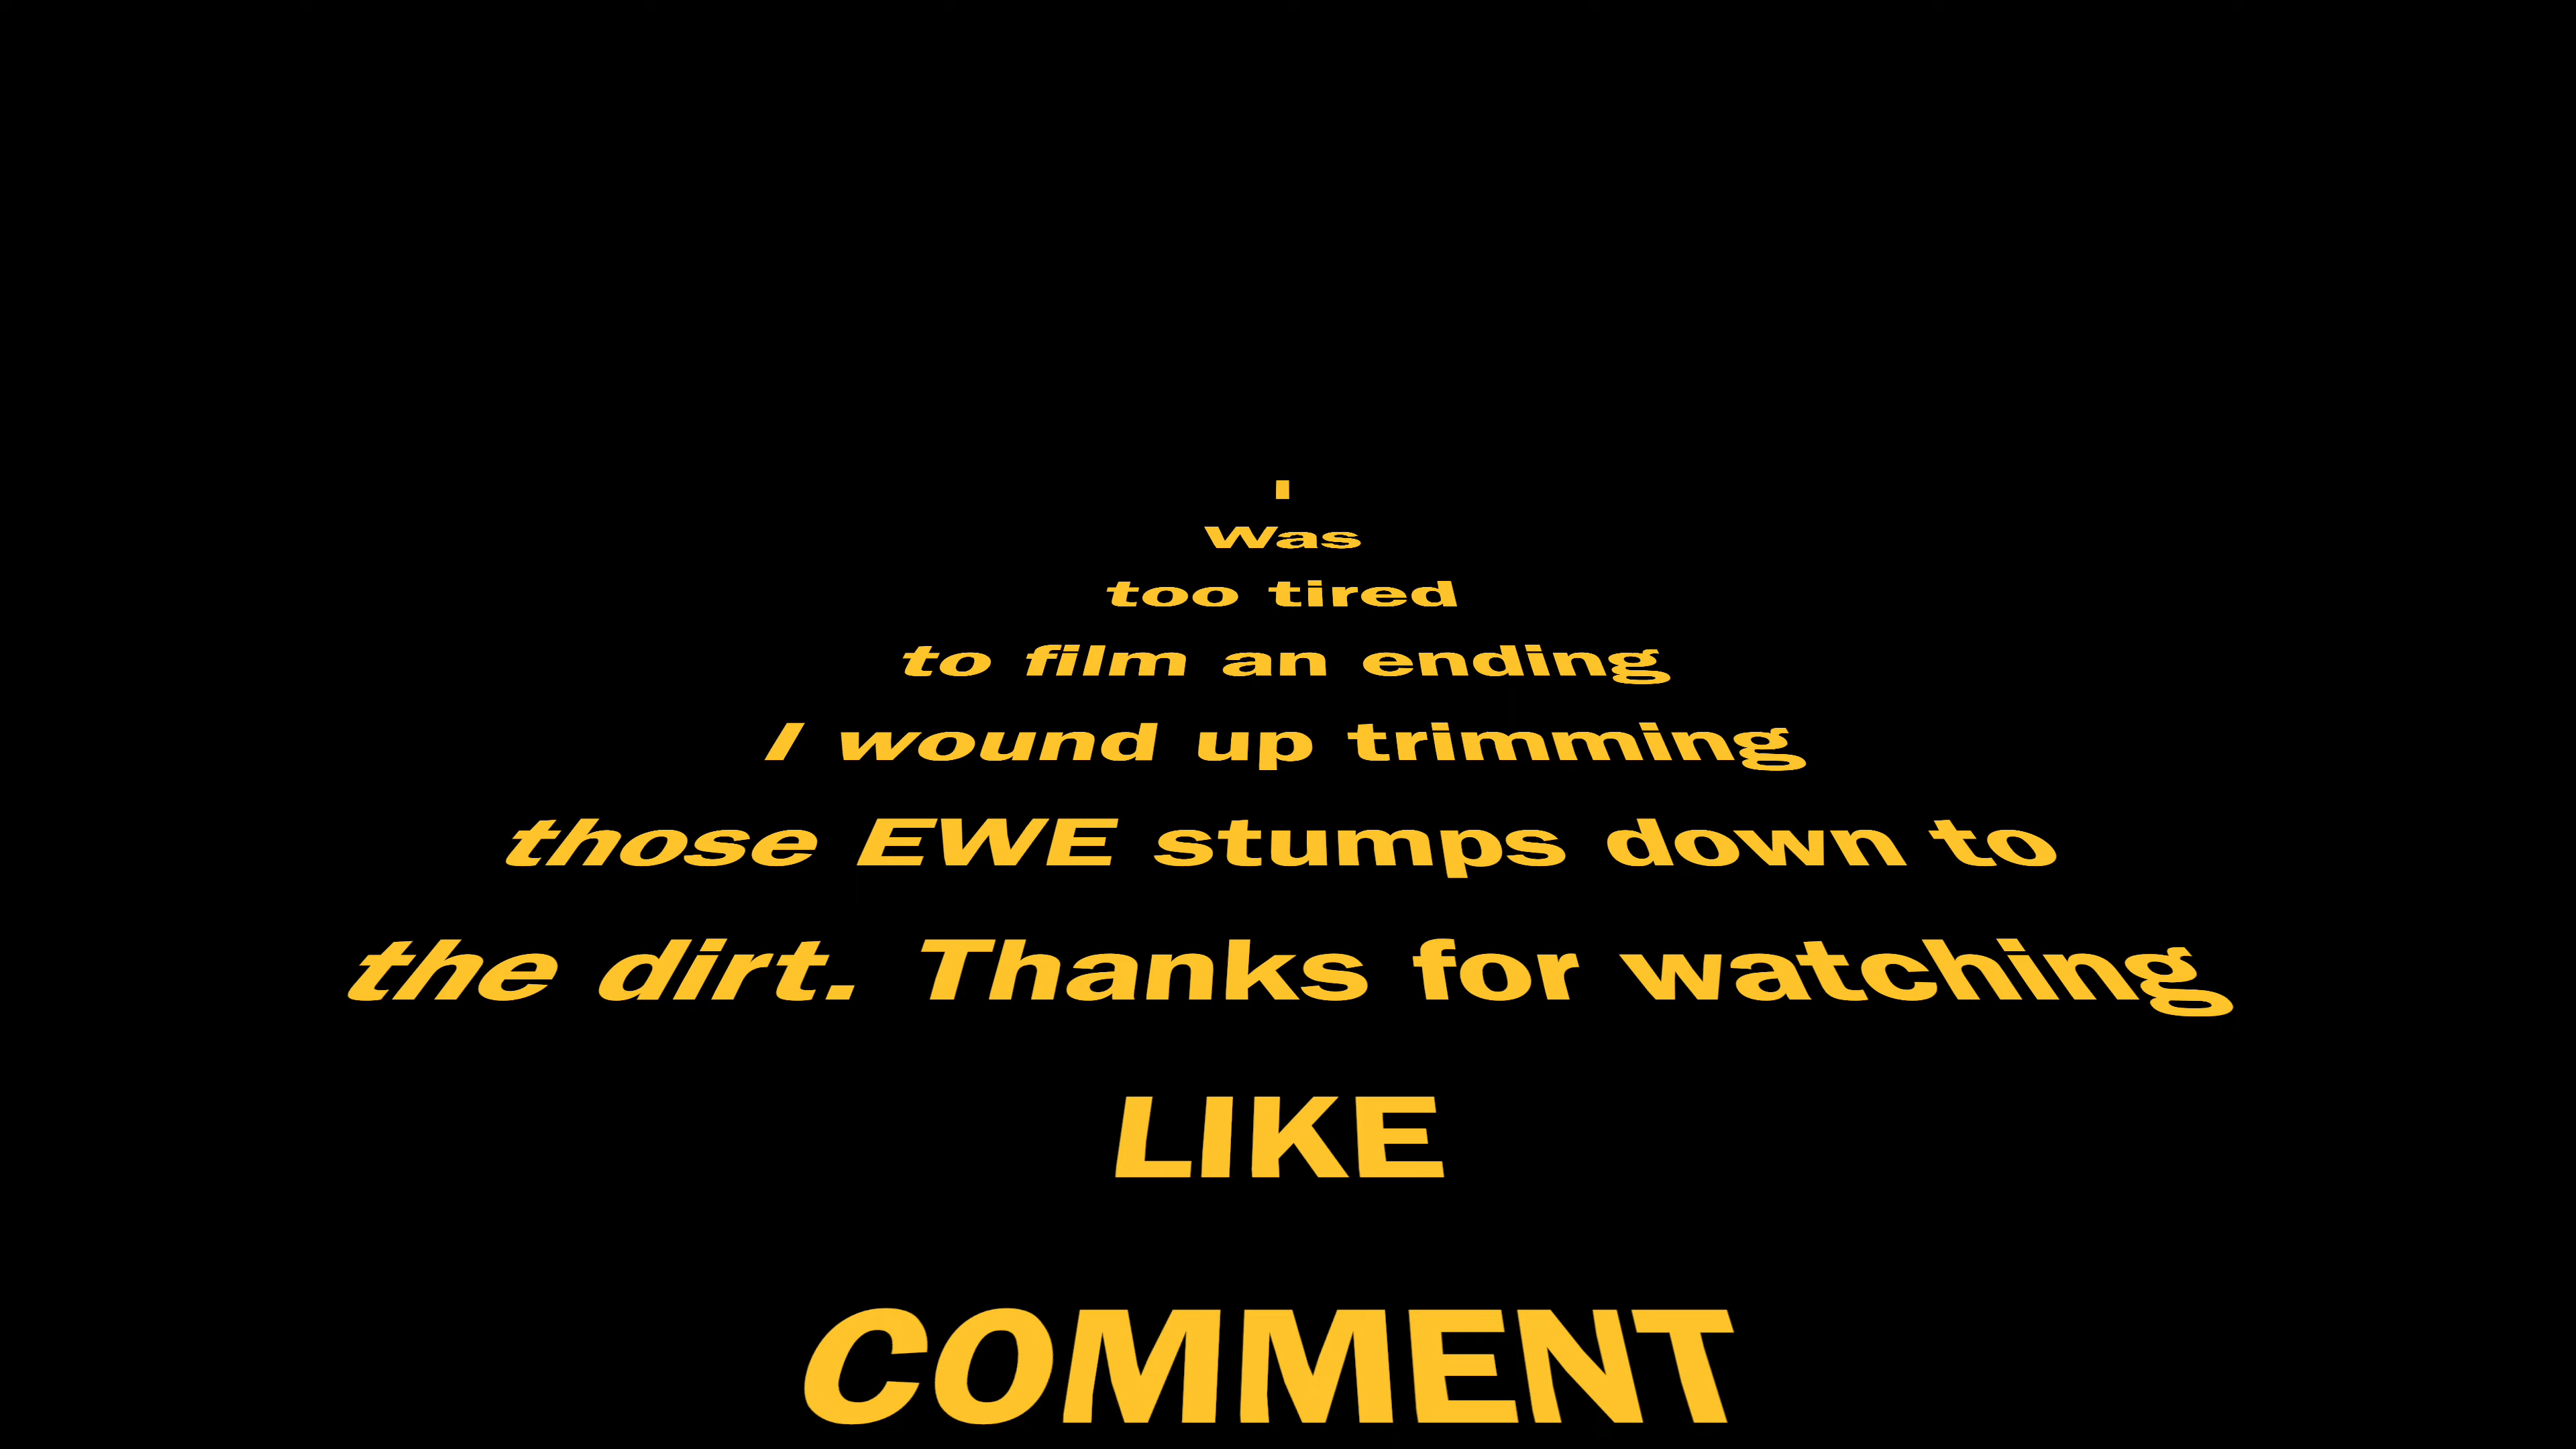 I
Was
too tired
to film an ending
I wound up trimming
those EWE stumps down to
the dirt. Thanks for watching
LIKE
COMMENT